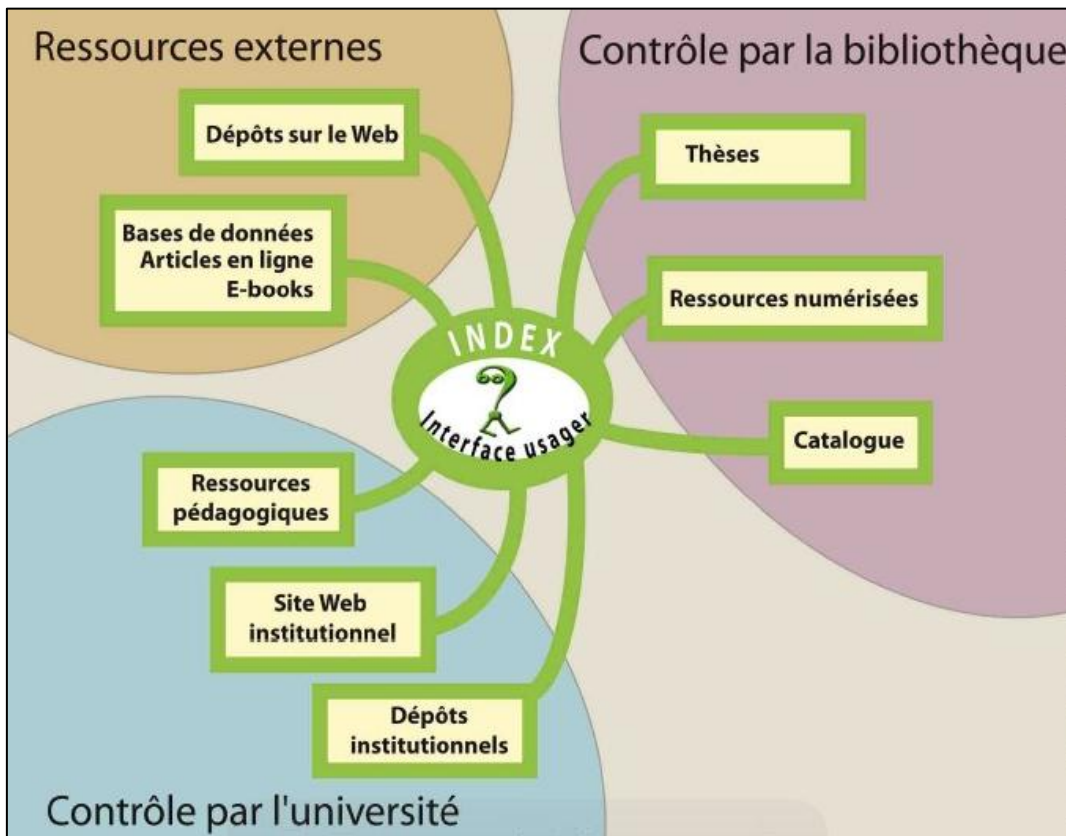 Ressources externes
Dépôts sur le Web
Bases de données
Articles en ligne
E-books
Contrôle par la bibliothèque
Thèses
Ressources numérisées
Catalogue
INDEX
Interface usager
Ressources
pédagogiques
Site Web
institutionnel
Dépôts
institutionnels
Contrôle par l'université